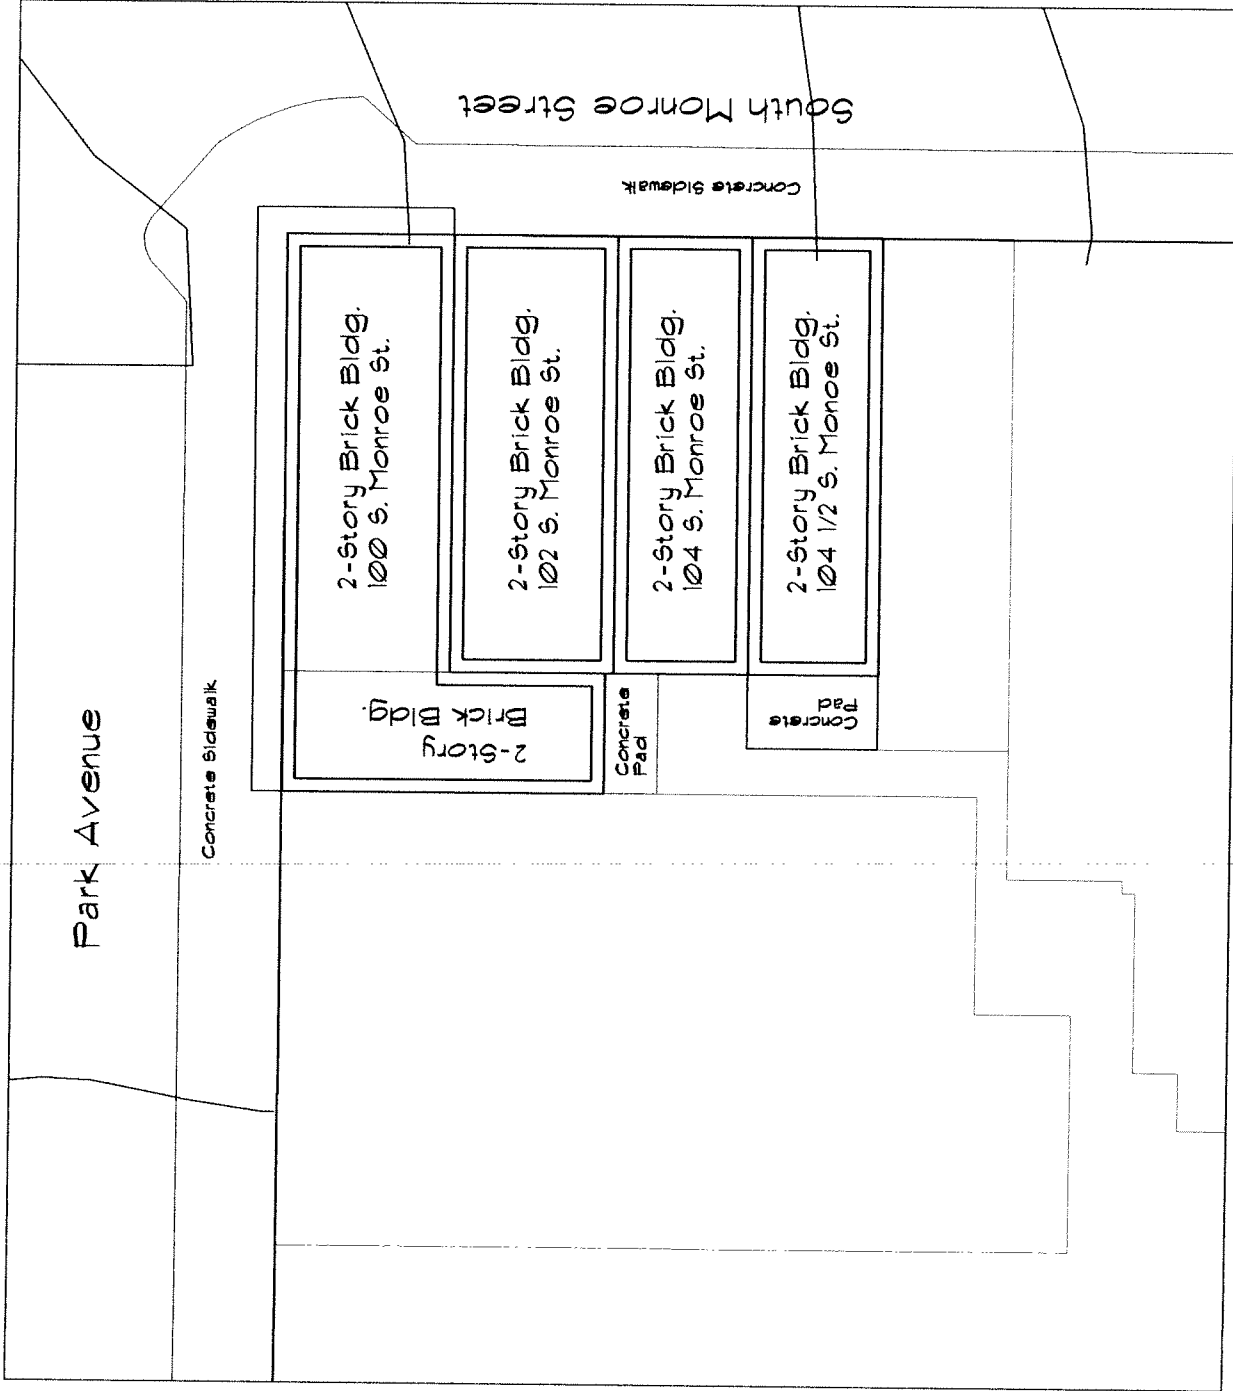 South Monroe Street
Concrete Sidewalk
2-Story Brick Bldg.
100 S. Monroe St.
2-Story Brick Bldg.
102 S. Monroe St.
2-Story Brick Bldg.
104 S. Monroe St.
2-Story Brick Bldg.
104 1/2 S. Monoe St.
2-Story
Brick Bldg.
Concrete
Pad
Concrete
Pad
Concrete Sidewalk
Park Avenue